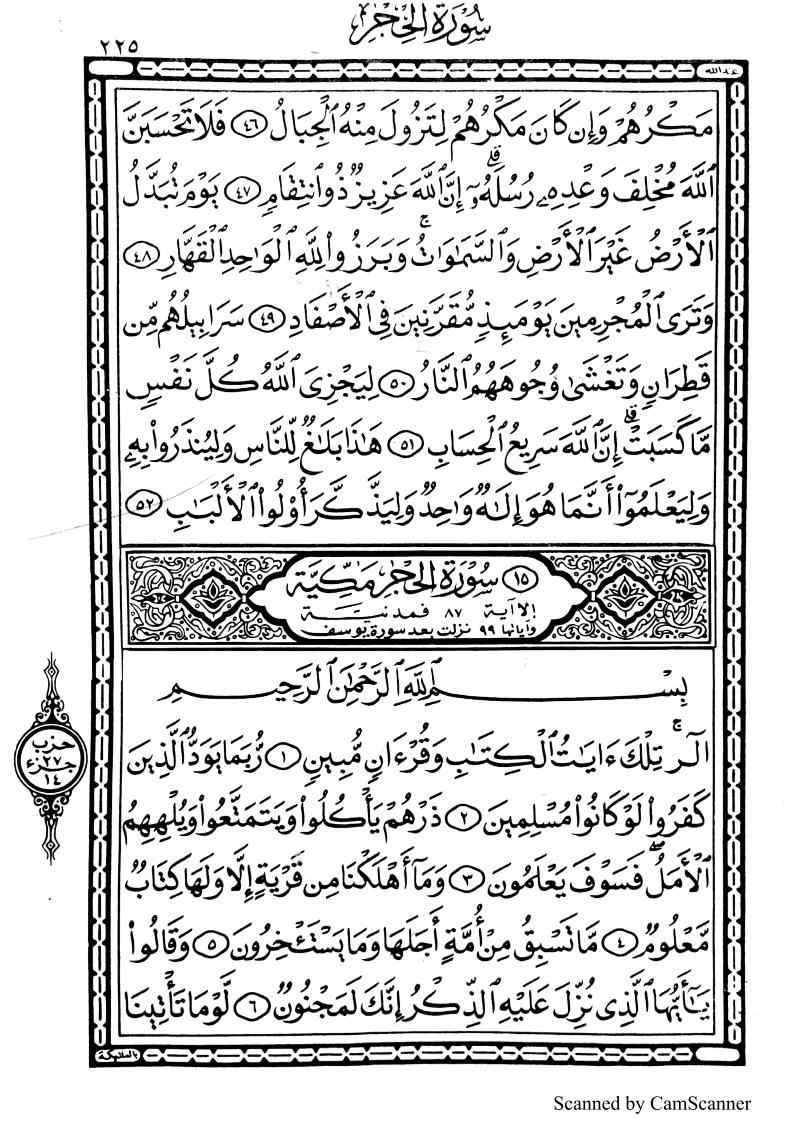 سُورَةُ الحِجْرِ
٢٢٥
عند الله
مَكْرُهُمْ وَإِن كَانَ مَكْرُهُمْ لِتَزُولَ مِنْهُ ٱلْجِبَالُ ٤٦ فَلَا تَحْسَبَنَّ
ٱللَّهَ مُخْلِفَ وَعْدِهِۦ رُسُلَهُۥٓ ۗ إِنَّ ٱللَّهَ عَزِيزٌ ذُو ٱنتِقَامٍ ٤٧ يَوْمَ تُبَدَّلُ
ٱلْأَرْضُ غَيْرَ ٱلْأَرْضِ وَٱلسَّمَٰوَٰتُ ۚ وَبَرَزُوا۟ لِلَّهِ ٱلْوَٰحِدِ ٱلْقَهَّارِ ٤٨
وَتَرَى ٱلْمُجْرِمِينَ يَوْمَئِذٍ مُّقَرَّنِينَ فِى ٱلْأَصْفَادِ ٤٩ سَرَابِيلُهُم مِّن
قَطِرَانٍ وَتَغْشَىٰ وُجُوهَهُمُ ٱلنَّارُ ٥٠ لِيَجْزِىَ ٱللَّهُ كُلَّ نَفْسٍ
مَّا كَسَبَتْ ۗ إِنَّ ٱللَّهَ سَرِيعُ ٱلْحِسَابِ ٥١ هَٰذَا بَلَٰغٌ لِّلنَّاسِ وَلِيُنذَرُوا۟ بِهِۦ
وَلِيَعْلَمُوٓا۟ أَنَّمَا هُوَ إِلَٰهٌ وَٰحِدٌ وَلِيَذَّكَّرَ أُو۟لُوا۟ ٱلْأَلْبَٰبِ ٥٢
١٥ سُورَةُ الحِجْرِ مَكِّيَّة
إلا آية ٨٧ فمدنية
وآياتها ٩٩ نزلت بعد سورة يوسف
بِسْمِ ٱللَّهِ ٱلرَّحْمَٰنِ ٱلرَّحِيمِ
الٓر ۚ تِلْكَ ءَايَٰتُ ٱلْكِتَٰبِ وَقُرْءَانٍ مُّبِينٍ ١ رُّبَمَا يَوَدُّ ٱلَّذِينَ
كَفَرُوا۟ لَوْ كَانُوا۟ مُسْلِمِينَ ٢ ذَرْهُمْ يَأْكُلُوا۟ وَيَتَمَتَّعُوا۟ وَيُلْهِهِمُ
ٱلْأَمَلُ ۖ فَسَوْفَ يَعْلَمُونَ ٣ وَمَآ أَهْلَكْنَا مِن قَرْيَةٍ إِلَّا وَلَهَا كِتَابٌ
مَّعْلُومٌ ٤ مَّا تَسْبِقُ مِنْ أُمَّةٍ أَجَلَهَا وَمَا يَسْتَـْٔخِرُونَ ٥ وَقَالُوا۟
يَٰٓأَيُّهَا ٱلَّذِى نُزِّلَ عَلَيْهِ ٱلذِّكْرُ إِنَّكَ لَمَجْنُونٌ ٦ لَّوْ مَا تَأْتِينَا
حزب
٢٧
جزء
١٤
بالملائكة
Scanned by CamScanner